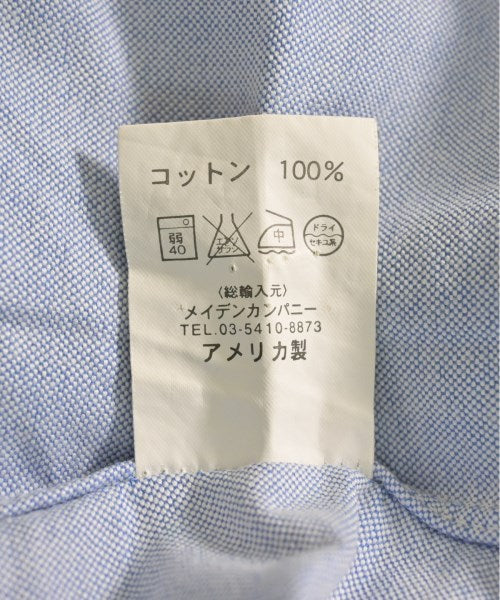 コットン 100%
弱
40
エンソ
サラシ
中
ドライ
セキユ系
〈総輸入元〉
メイデンカンパニー
TEL.03-5410-8873
アメリカ製